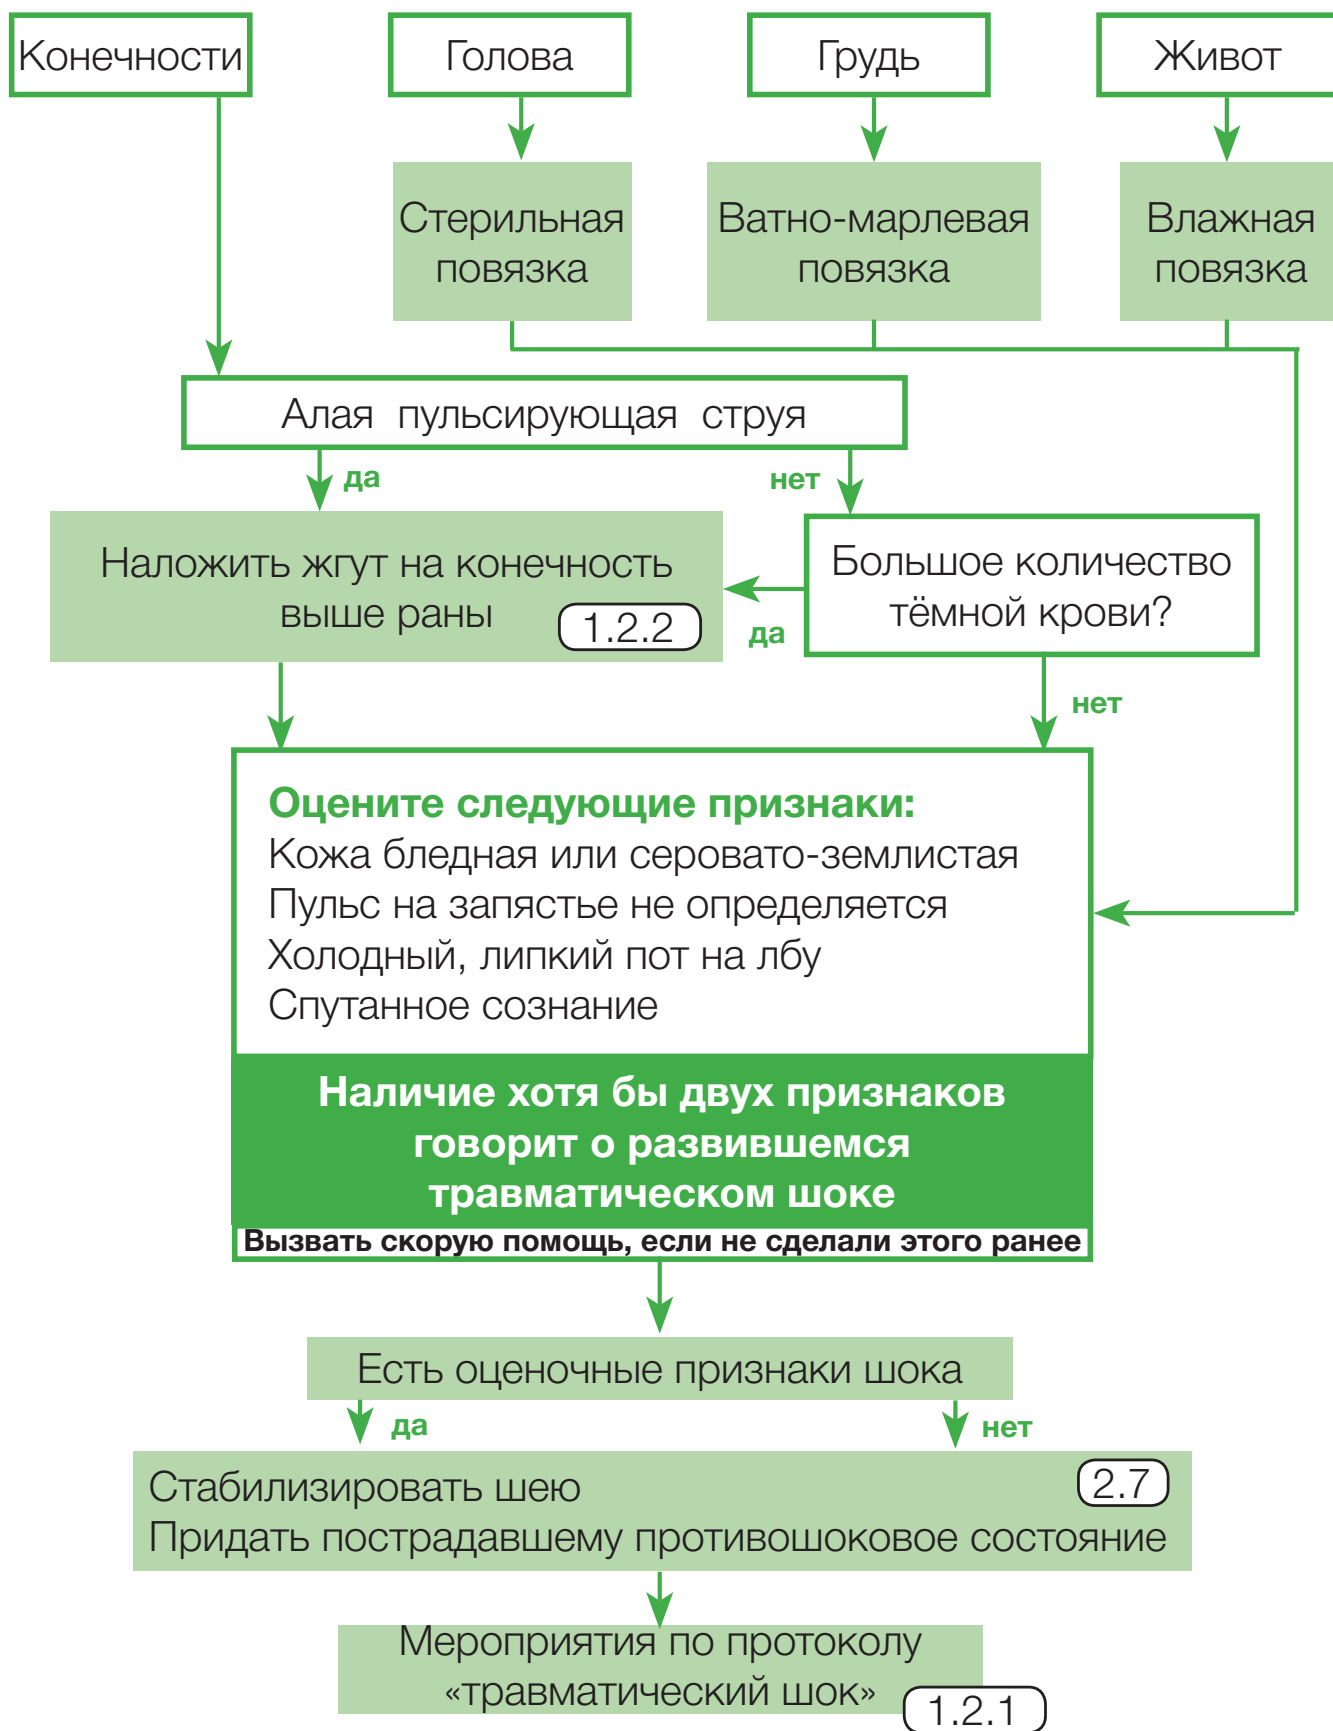 Конечности
Голова
Грудь
Живот
Стерильная
повязка
Ватно-марлевая
повязка
Влажная
повязка
Алая пульсирующая струя
да
нет
Наложить жгут на конечность
выше раны
1.2.2
Большое количество
тёмной крови?
да
нет
Оцените следующие признаки:
Кожа бледная или серовато-землистая
Пульс на запястье не определяется
Холодный, липкий пот на лбу
Спутанное сознание
Наличие хотя бы двух признаков
говорит о развившемся
травматическом шоке
Вызвать скорую помощь, если не сделали этого ранее
Есть оценочные признаки шока
да
нет
Стабилизировать шею
2.7
Придать пострадавшему противошоковое состояние
Мероприятия по протоколу
«травматический шок»
1.2.1